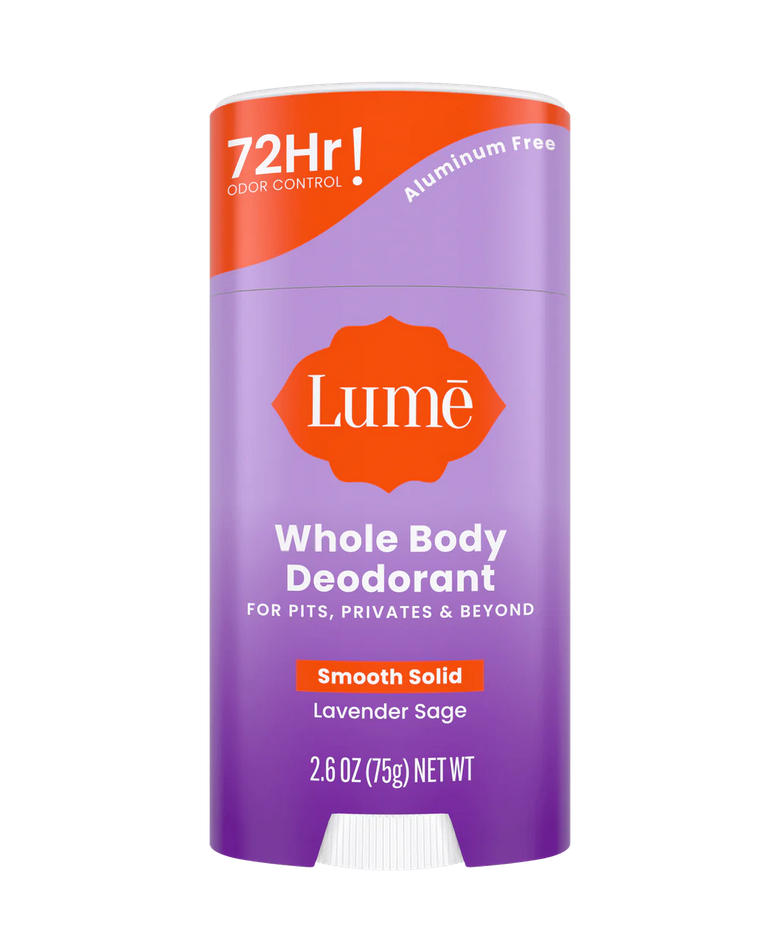 72Hr!
ODOR CONTROL
Aluminum Free
Lumē
Whole Body
Deodorant
FOR PITS, PRIVATES & BEYOND
Smooth Solid
Lavender Sage
2.6 OZ (75g) NET WT